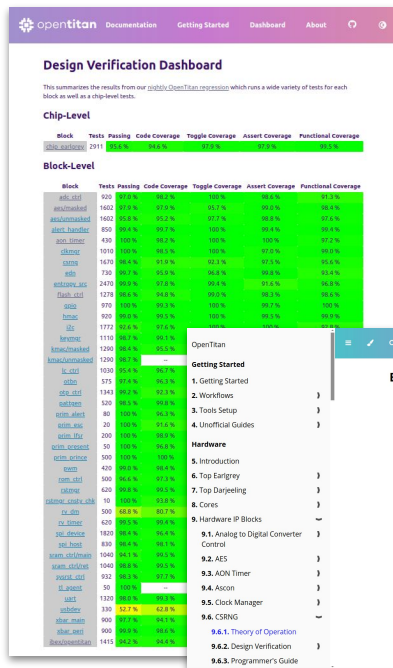 opentitan Documentation Getting Started Dashboard About
Design Verification Dashboard
This summarizes the results from our nightly OpenTitan regression which runs a wide variety of tests for each
block as well as a chip-level tests.
Chip-Level
Block Tests Passing Code Coverage Toggle Coverage Assert Coverage Functional Coverage
chip_earlgrey 2911 95.6 % 94.6 % 97.9 % 97.8 % 99.5 %
Block-Level
Block Tests Passing Code Coverage Toggle Coverage Assert Coverage Functional Coverage
adc_ctrl 920 97.0 % 98.2 % 100 % 98.6 % 91.3 %
aes/masked 1602 97.9 % 97.9 % 95.7 % 99.0 % 98.4 %
aes/unmasked 1602 95.8 % 95.2 % 97.7 % 98.8 % 97.6 %
alert_handler 850 99.4 % 99.7 % 100 % 99.4 % 99.4 %
aon_timer 430 100 % 98.2 % 100 % 100 % 97.2 %
clkmgr 1010 100 % 98.5 % 100 % 97.0 % 99.0 %
csrng 1670 98.4 % 91.9 % 92.3 % 97.5 % 95.6 %
edn 730 99.7 % 95.9 % 96.8 % 99.8 % 93.4 %
entropy_src 2470 99.9 % 97.8 % 99.4 % 91.6 % 96.8 %
flash_ctrl 1278 98.6 % 94.8 % 99.0 % 98.3 % 98.6 %
gpio 970 100 % 99.3 % 100 % 99.7 % 100 %
hmac 920 99.0 % 99.5 % 100 % 99.5 % 99.9 %
i2c 1772 92.6 % 97.6 % 100 % 100 % 92.9 %
keymgr 1110 98.7 % 99.1 %
kmac/masked 1290 98.4 % 95.5 %
kmac/unmasked 1290 98.7 % --
lc_ctrl 1030 95.4 % 96.7 %
otbn 575 97.4 % 96.3 %
otp_ctrl 1343 99.2 % 92.3 %
pattgen 520 98.5 % 99.8 %
prim_alert 80 100 % 96.3 %
prim_esc 20 100 % 91.6 %
prim_lfsr 200 100 % 98.8 %
prim_present 50 100 % 96.8 %
prim_prince 500 100 % 100 %
pwm 420 99.0 % 98.4 %
rom_ctrl 500 96.6 % 97.3 %
rstmgr 620 99.8 % 99.5 %
rstmgr_cnsty_chk 10 100 % 93.8 %
rv_dm 500 68.8 % 80.7 %
rv_timer 620 99.5 % 99.4 %
spi_device 1820 98.4 % 96.4 %
spi_host 830 98.4 % 98.1 %
sram_ctrl/main 1040 94.1 % 99.5 %
sram_ctrl/ret 1040 98.8 % 99.5 %
sysrst_ctrl 932 98.3 % 97.7 %
tl_agent 50 100 % --
uart 1320 98.0 % 99.3 %
usbdev 330 52.7 % 62.8 %
xbar_main 900 97.7 % 94.1 %
xbar_peri 900 99.9 % 98.6 %
ibex/opentitan 1415 94.2 % 94.4 %
OpenTitan
Getting Started
1. Getting Started
2. Workflows
3. Tools Setup
4. Unofficial Guides
Hardware
5. Introduction
6. Top Earlgrey
7. Top Darjeeling
8. Cores
9. Hardware IP Blocks
9.1. Analog to Digital Converter
Control
9.2. AES
9.3. AON Timer
9.4. Ascon
9.5. Clock Manager
9.6. CSRNG
9.6.1. Theory of Operation
9.6.2. Design Verification
9.6.3. Programmer's Guide